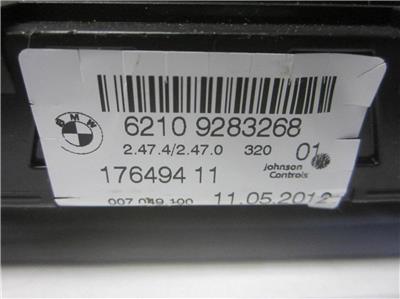 BMW
6210 9283268
2.47.4/2.47.0 320 01
176494 11
Johnson Controls
007 049 100 11.05.2012